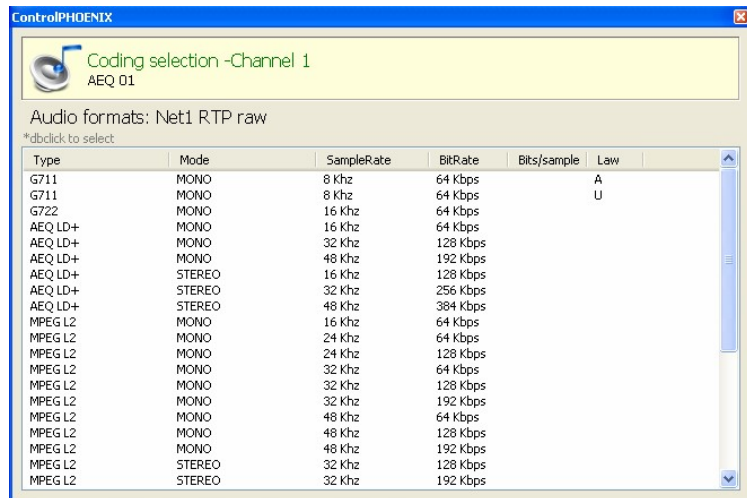 ControlPHOENIX
Coding selection -Channel 1
AEQ 01
Audio formats: Net1 RTP raw
*dbclick to select
Type Mode SampleRate BitRate Bits/sample Law
G711 MONO 8 Khz 64 Kbps A
G711 MONO 8 Khz 64 Kbps U
G722 MONO 16 Khz 64 Kbps
AEQ LD+ MONO 16 Khz 64 Kbps
AEQ LD+ MONO 32 Khz 128 Kbps
AEQ LD+ MONO 48 Khz 192 Kbps
AEQ LD+ STEREO 16 Khz 128 Kbps
AEQ LD+ STEREO 32 Khz 256 Kbps
AEQ LD+ STEREO 48 Khz 384 Kbps
MPEG L2 MONO 16 Khz 64 Kbps
MPEG L2 MONO 24 Khz 64 Kbps
MPEG L2 MONO 24 Khz 128 Kbps
MPEG L2 MONO 32 Khz 64 Kbps
MPEG L2 MONO 32 Khz 128 Kbps
MPEG L2 MONO 32 Khz 192 Kbps
MPEG L2 MONO 48 Khz 64 Kbps
MPEG L2 MONO 48 Khz 128 Kbps
MPEG L2 MONO 48 Khz 192 Kbps
MPEG L2 STEREO 32 Khz 128 Kbps
MPEG L2 STEREO 32 Khz 192 Kbps